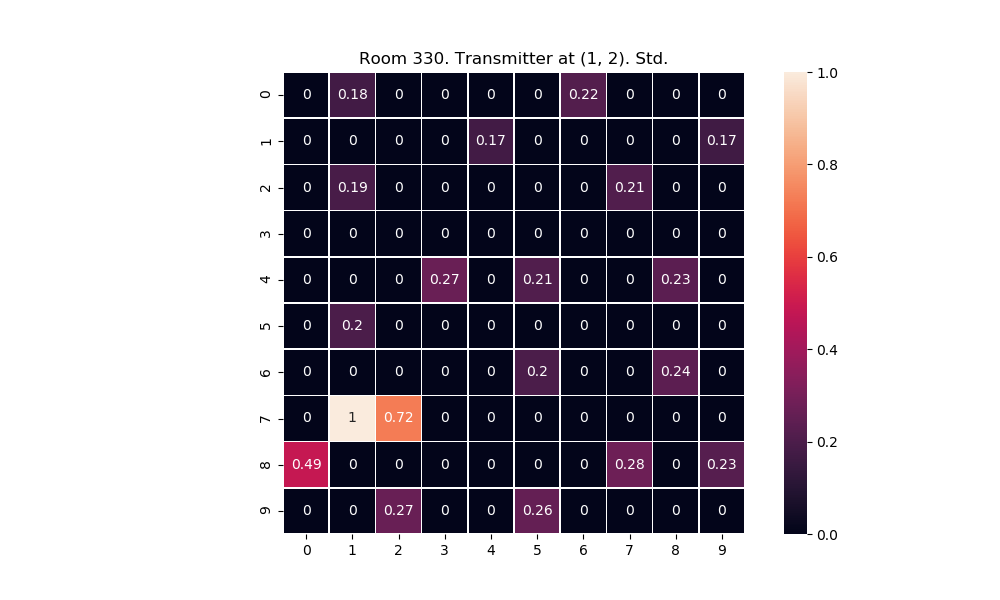 Room 330. Transmitter at (1, 2). Std.
0 0 0.18 0 0 0 0 0.22 0 0 0
1 0 0 0 0 0.17 0 0 0 0 0.17
2 0 0.19 0 0 0 0 0 0.21 0 0
3 0 0 0 0 0 0 0 0 0 0
4 0 0 0 0.27 0 0.21 0 0 0.23 0
5 0 0.2 0 0 0 0 0 0 0 0
6 0 0 0 0 0 0.2 0 0 0.24 0
7 0 1 0.72 0 0 0 0 0 0 0
8 0.49 0 0 0 0 0 0 0.28 0 0.23
9 0 0 0.27 0 0 0.26 0 0 0 0
0 1 2 3 4 5 6 7 8 9
1.0
0.8
0.6
0.4
0.2
0.0